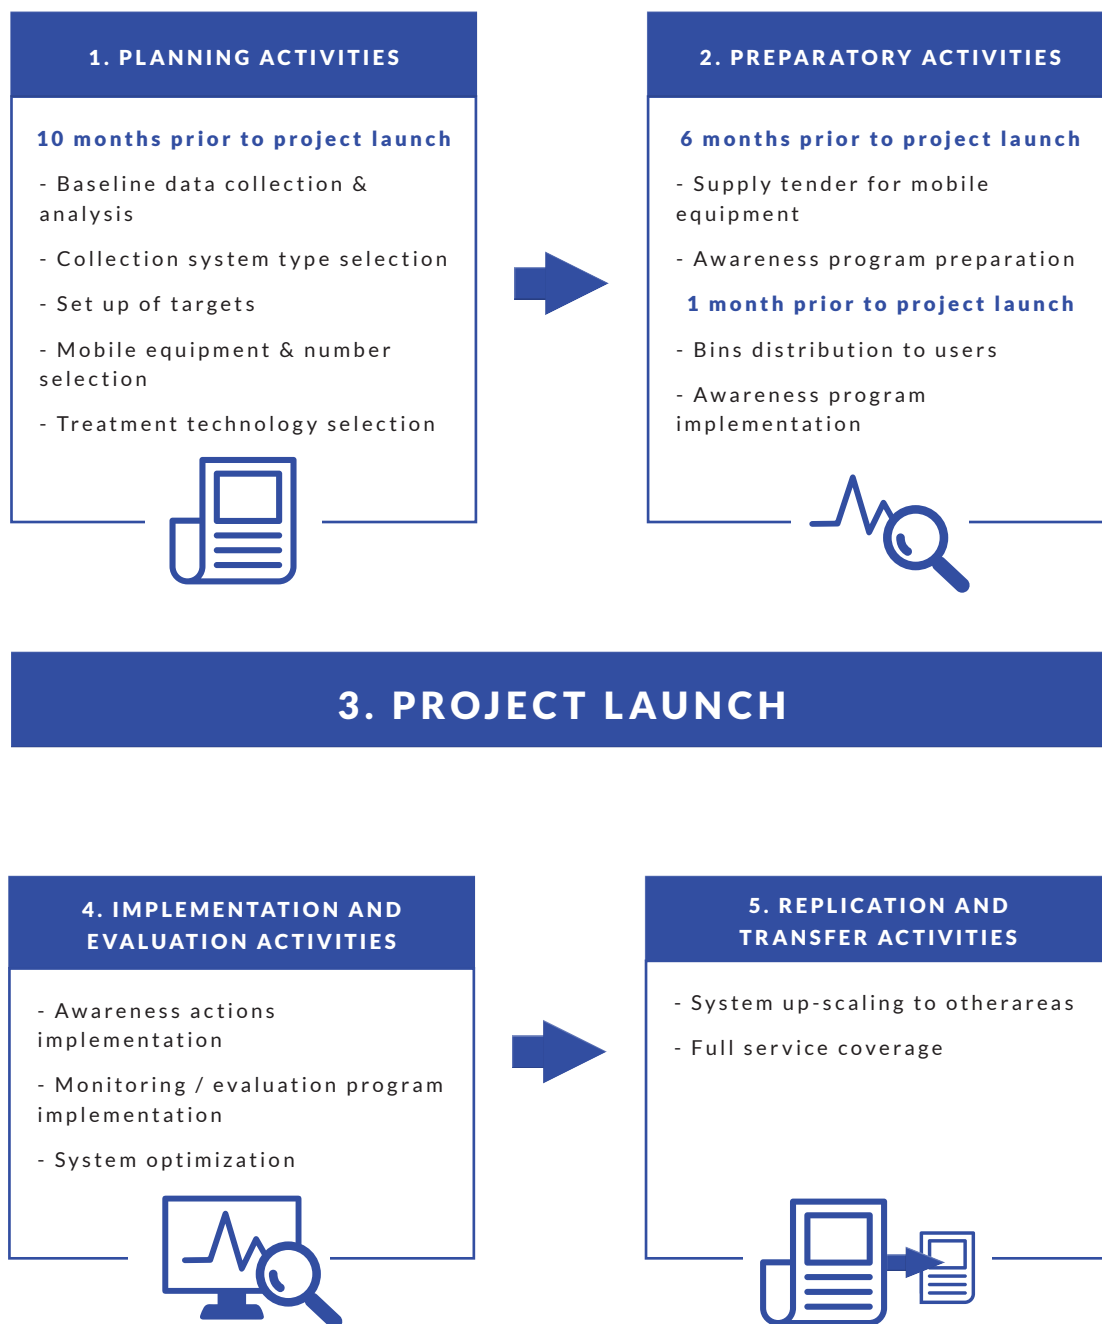 1. PLANNING ACTIVITIES
10 months prior to project launch
- Baseline data collection &
analysis
- Collection system type selection
- Set up of targets
- Mobile equipment & number
selection
- Treatment technology selection
2. PREPARATORY ACTIVITIES
6 months prior to project launch
- Supply tender for mobile
equipment
- Awareness program preparation
1 month prior to project launch
- Bins distribution to users
- Awareness program
implementation
3. PROJECT LAUNCH
4. IMPLEMENTATION AND
EVALUATION ACTIVITIES
- Awareness actions
implementation
- Monitoring / evaluation program
implementation
- System optimization
5. REPLICATION AND
TRANSFER ACTIVITIES
- System up-scaling to otherareas
- Full service coverage